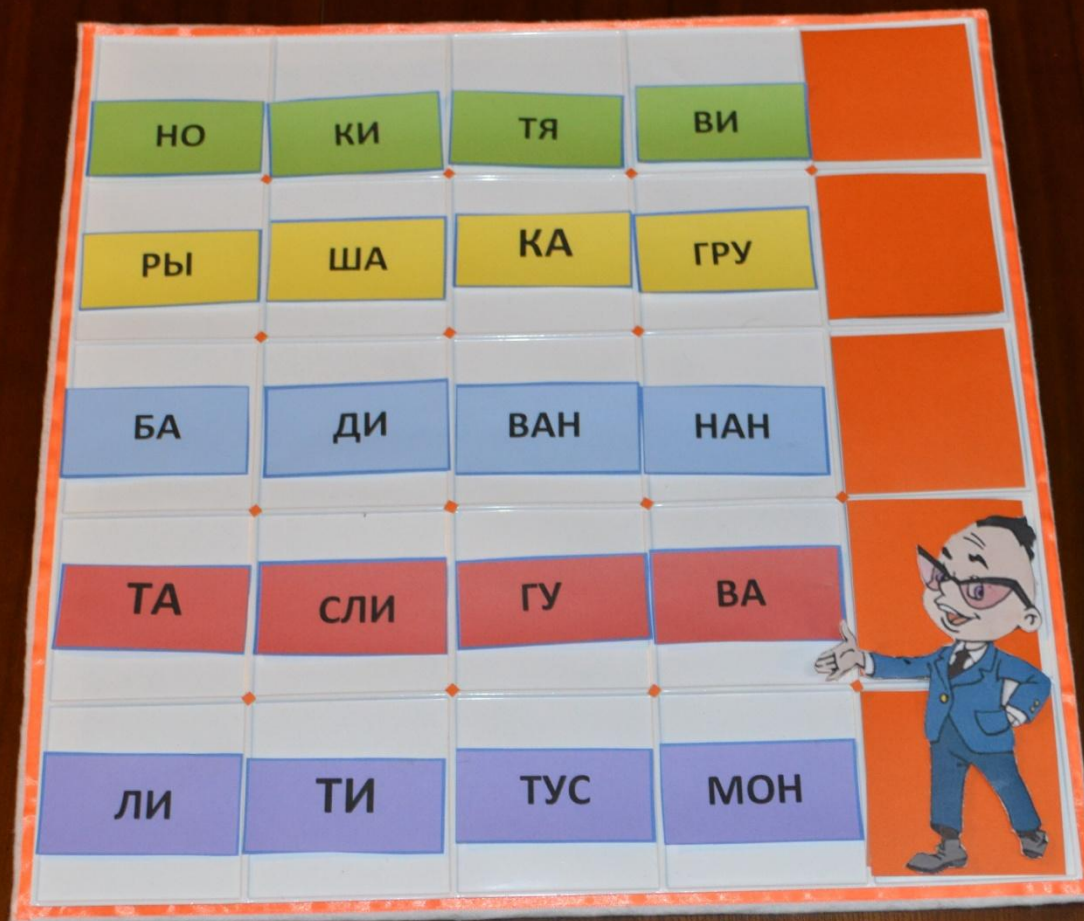 НО КИ ТЯ ВИ
РЫ ША КА ГРУ
БА ДИ ВАН НАН
ТА СЛИ ГУ ВА
ЛИ ТИ ТУС МОН